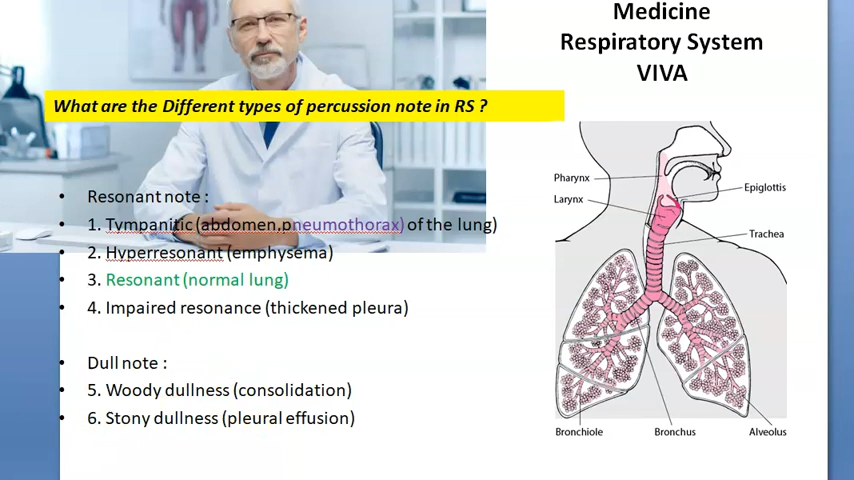 Medicine
Respiratory System
VIVA
What are the Different types of percussion note in RS ?
• Resonant note :
• 1. Tympanitic (abdomen,pneumothorax) of the lung)
• 2. Hyperresonant (emphysema)
• 3. Resonant (normal lung)
• 4. Impaired resonance (thickened pleura)
• Dull note :
• 5. Woody dullness (consolidation)
• 6. Stony dullness (pleural effusion)
Pharynx
Epiglottis
Larynx
Trachea
Bronchiole
Bronchus
Alveolus